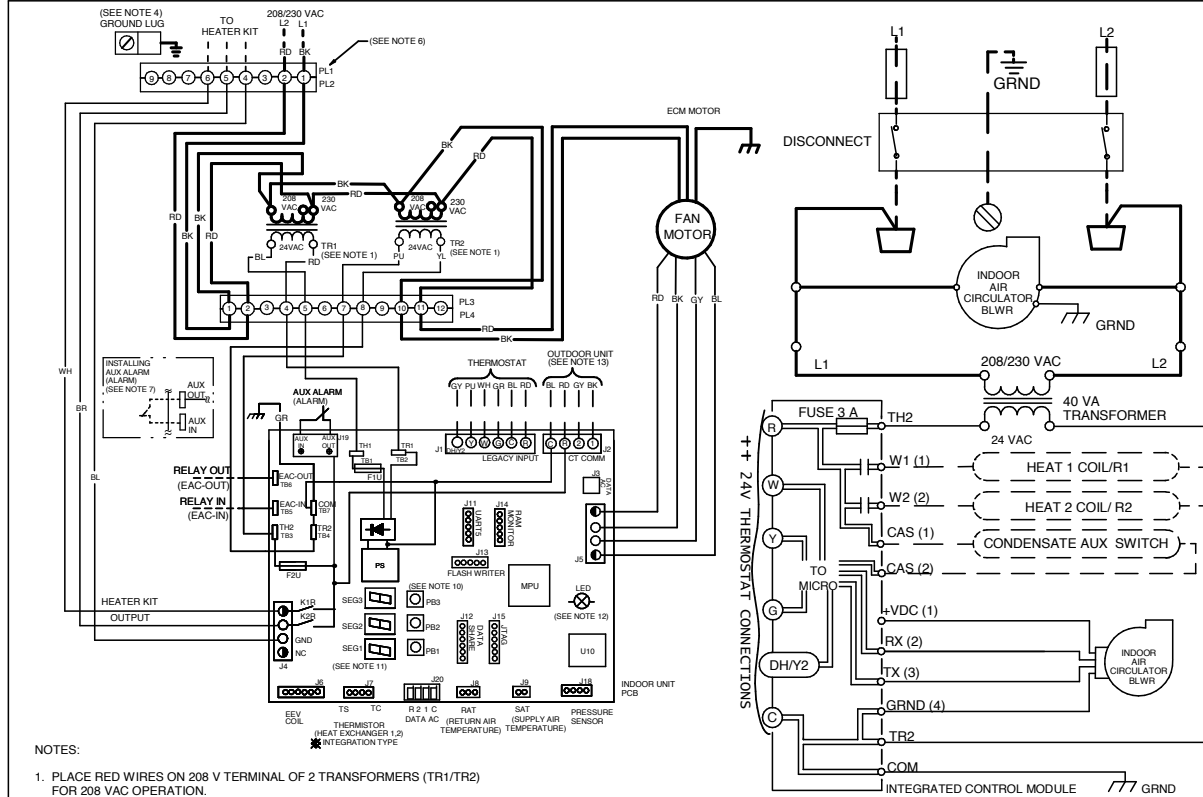 (SEE NOTE 4)
GROUND LUG
TO
HEATER KIT
208/230 VAC
L2 L1
RD BK
(SEE NOTE 6)
9 8 7 6 5 4 3 2 1
PL1
PL2
ECM MOTOR
BK
RD
BK
RD
208
VAC
230
VAC
208
VAC
230
VAC
RD
BK
BK
RD
24VAC
TR1
(SEE NOTE 1)
24VAC
TR2
(SEE NOTE 1)
BL
RD
PU
YL
FAN
MOTOR
RD BK GY BL
1 2 3 4 5 6 7 8 9 10 11 12
PL3
PL4
RD
BK
WH
BR
BL
INSTALLING
AUX ALARM
(ALARM)
(SEE NOTE 7)
AUX
OUT
AUX
IN
AUX ALARM
(ALARM)
GR
THERMOSTAT
GY PU WH GR BL RD
OUTDOOR UNIT
(SEE NOTE 13)
BL RD GY BK
AUX
IN
AUX
OUT
J19
TH1
TB1
F1U
TR1
TB2
J1
DH/Y2
Y W G C R
LEGACY INPUT
C R 2 1
J2
CT COMM
RELAY OUT
(EAC-OUT)
EAC-OUT
TB6
RELAY IN
(EAC-IN)
EAC-IN
TB5
COM
TB7
TH2
TB3
TR2
TB4
F2U
J3
DATA
AC
J11
UART5
J14
RAM
MONITOR
J13
FLASH WRITER
J5
PS
MPU
LED
(SEE NOTE 12)
HEATER KIT
OUTPUT
K1R
K2R
GND
NC
J4
SEG3
SEG2
SEG1
(SEE NOTE 10)
PB3
PB2
PB1
(SEE NOTE 11)
J12
DATA
SHARE
J15
JTAG
U10
INDOOR UNIT
PCB
J6
EEV
COIL
J7
TS TC
THERMISTOR
(HEAT EXCHANGER 1,2)
INTEGRATION TYPE
J20
R 2 1 C
DATA AC
J8
RAT
(RETURN AIR
TEMPERATURE)
J9
SAT
(SUPPLY AIR
TEMPERATURE)
J18
PRESSURE
SENSOR
NOTES:
1. PLACE RED WIRES ON 208 V TERMINAL OF 2 TRANSFORMERS (TR1/TR2)
FOR 208 VAC OPERATION.
L1
L2
GRND
DISCONNECT
INDOOR
AIR
CIRCULATOR
BLWR
GRND
L1
L2
208/230 VAC
40 VA
TRANSFORMER
24 VAC
FUSE 3 A
TH2
R
W1 (1)
HEAT 1 COIL/R1
W
W2 (2)
HEAT 2 COIL/ R2
CAS (1)
CONDENSATE AUX SWITCH
Y
CAS (2)
TO
MICRO
G
+VDC (1)
RX (2)
DH/Y2
TX (3)
INDOOR
AIR
CIRCULATOR
BLWR
GRND (4)
C
TR2
COM
++ 24V THERMOSTAT CONNECTIONS
INTEGRATED CONTROL MODULE
GRND